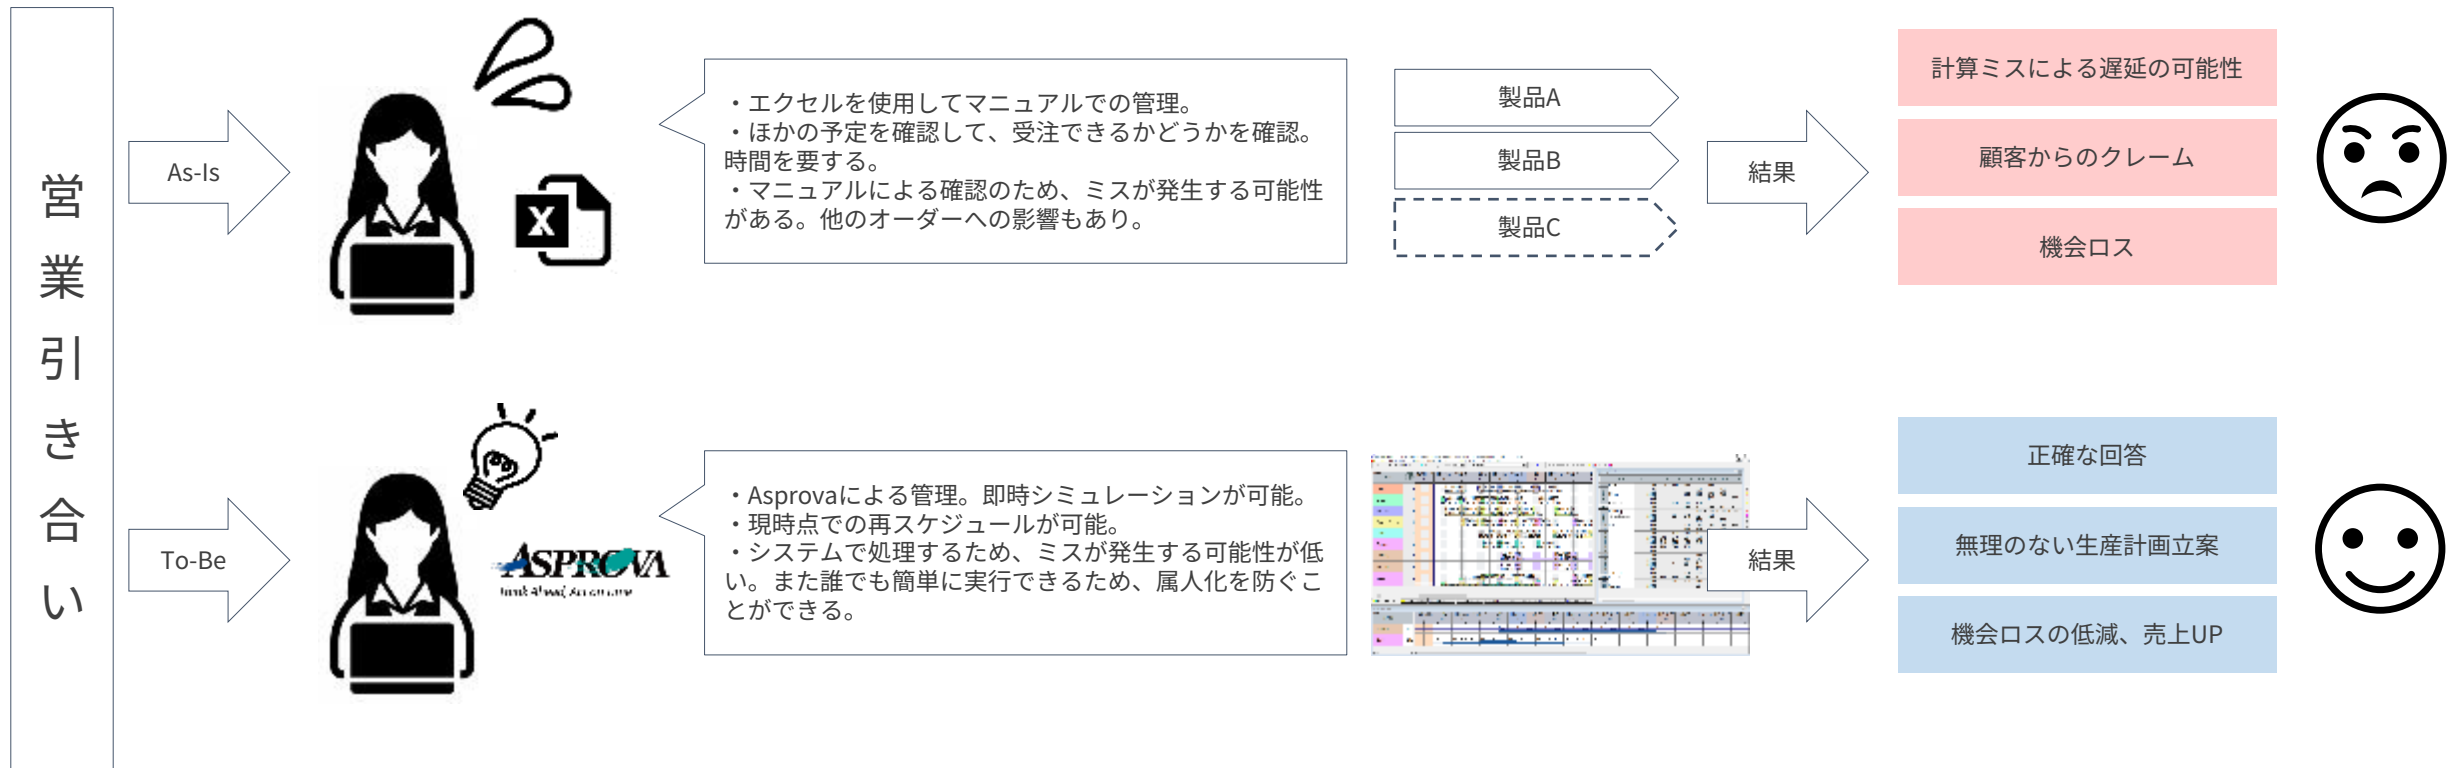 営業引き合い
As-Is
・エクセルを使用してマニュアルでの管理。
・ほかの予定を確認して、受注できるかどうかを確認。
時間を要する。
・マニュアルによる確認のため、ミスが発生する可能性
がある。他のオーダーへの影響もあり。
製品A
製品B
製品C
結果
計算ミスによる遅延の可能性
顧客からのクレーム
機会ロス
To-Be
ASPROVA
・Asprovaによる管理。即時シミュレーションが可能。
・現時点での再スケジュールが可能。
・システムで処理するため、ミスが発生する可能性が低
い。また誰でも簡単に実行できるため、属人化を防ぐこ
とができる。
結果
正確な回答
無理のない生産計画立案
機会ロスの低減、売上UP